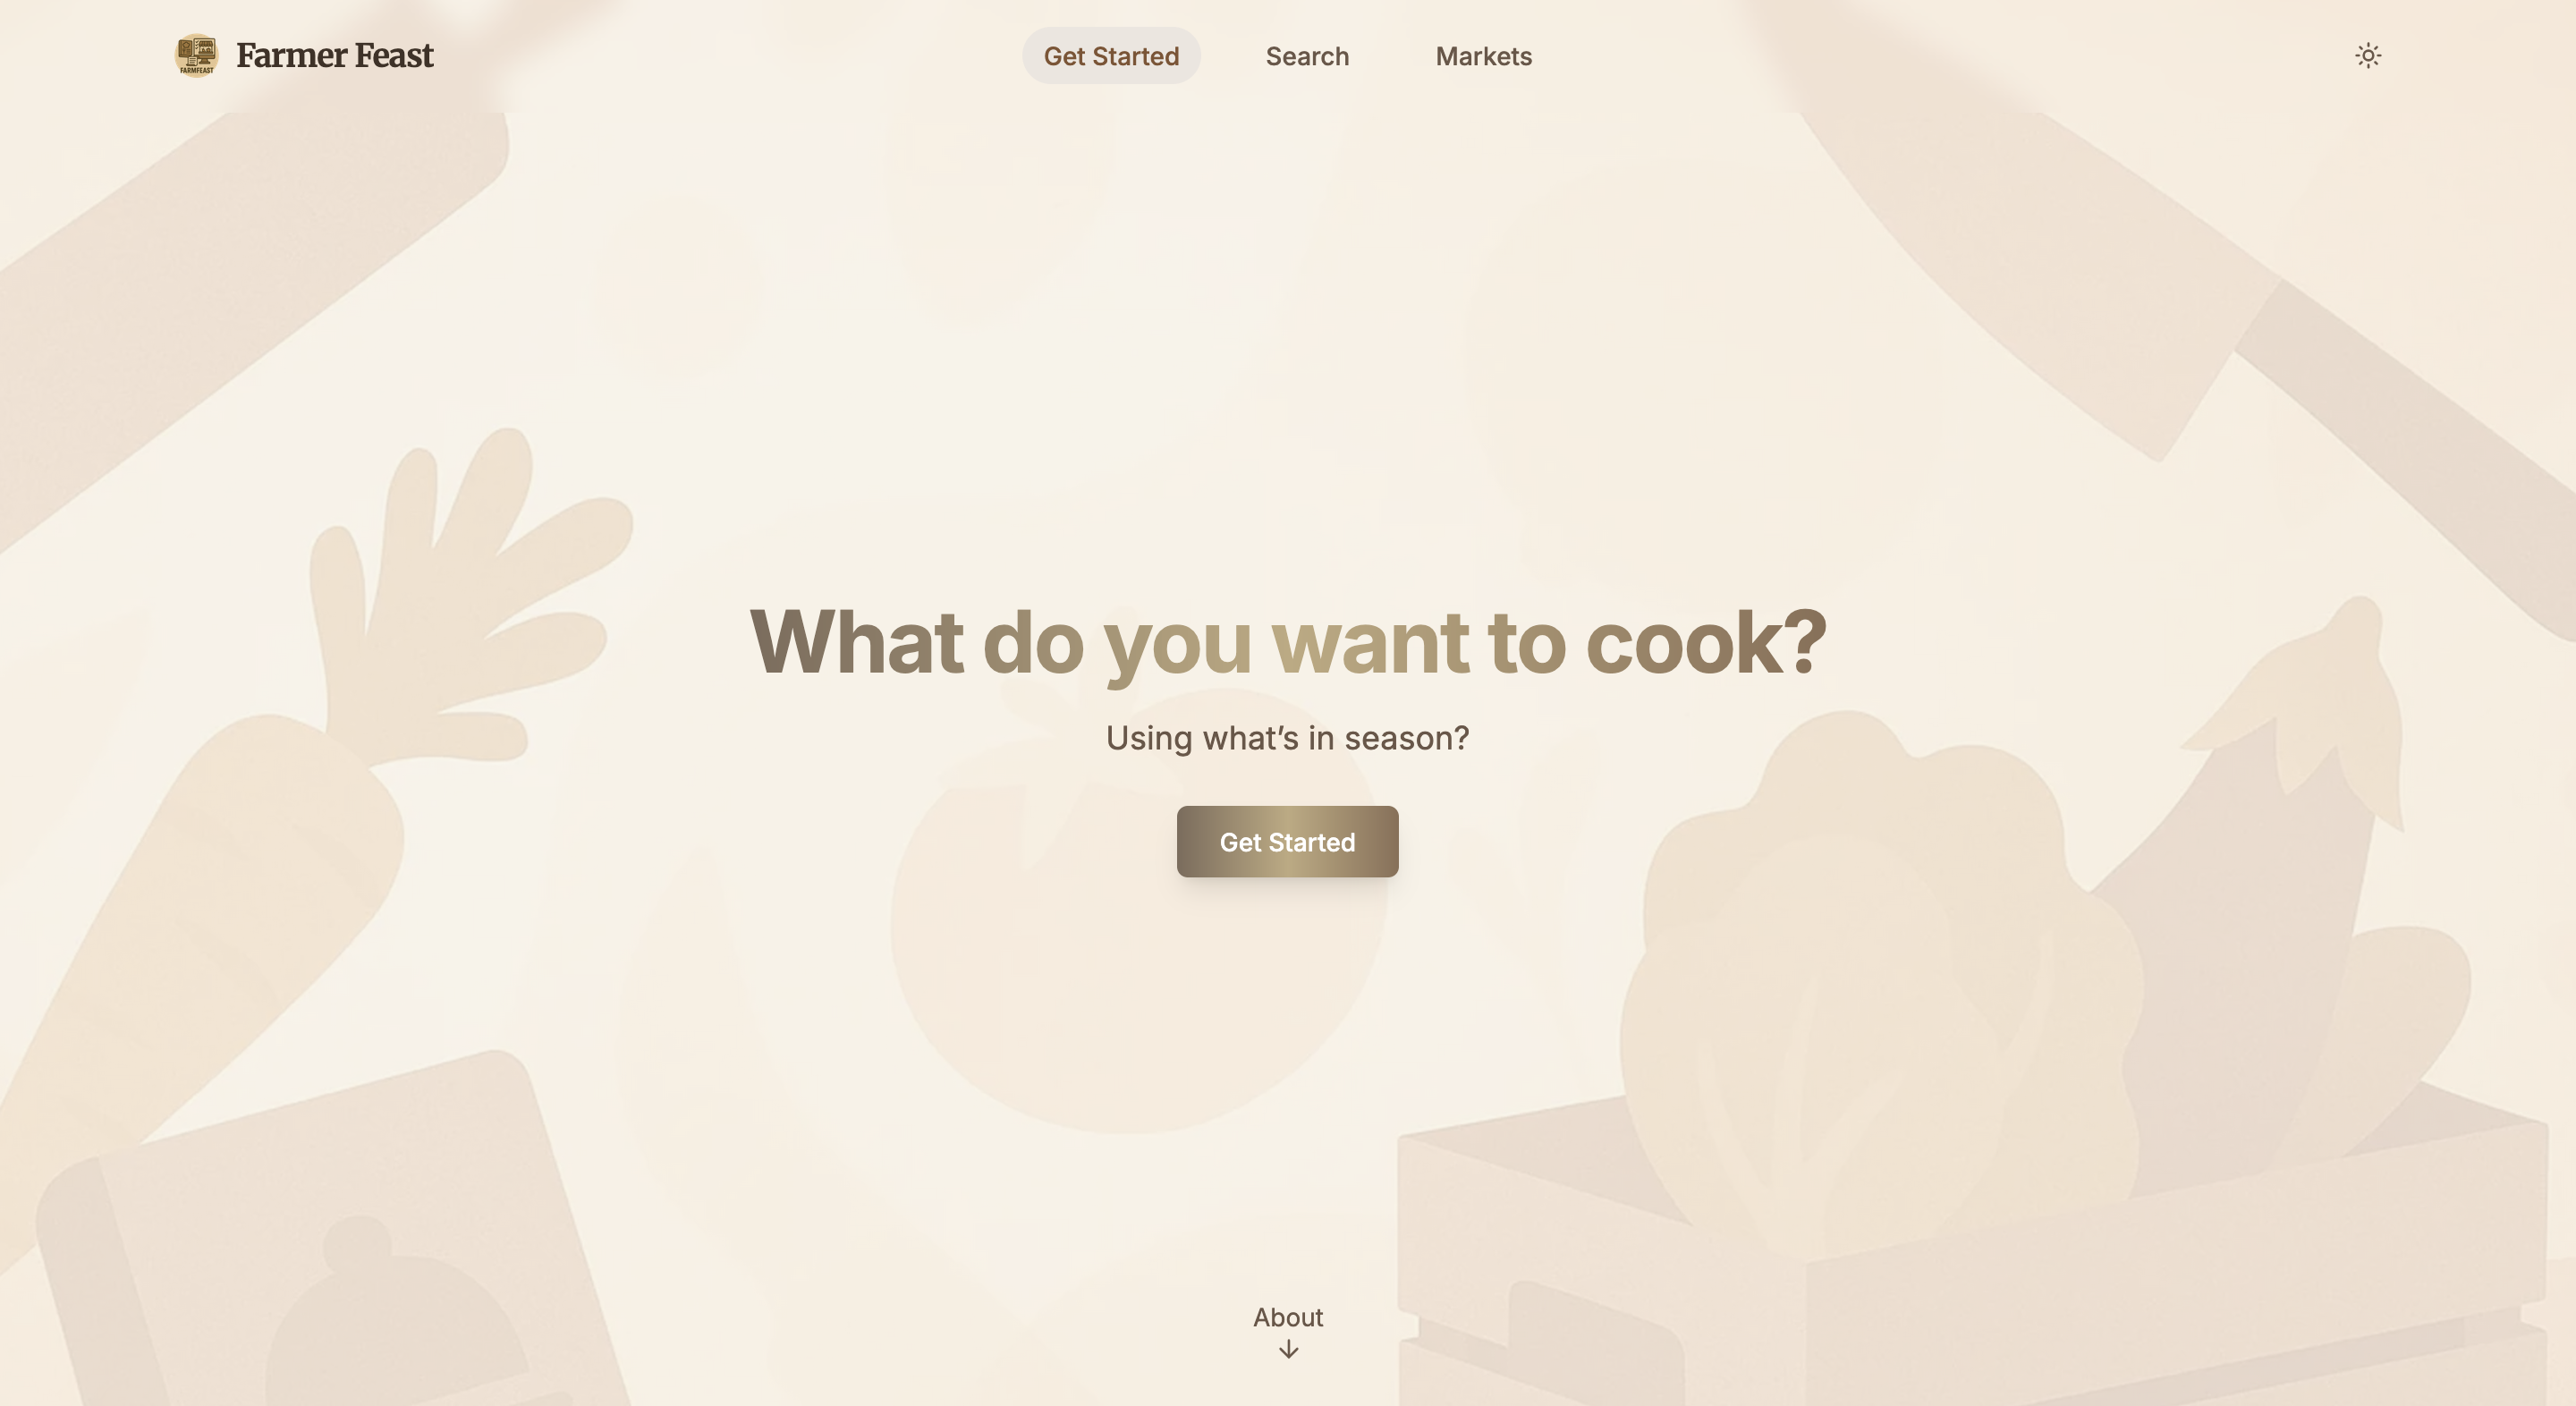 FARMFEAST
Farmer Feast
Get Started
Search
Markets
What do you want to cook?
Using what’s in season?
Get Started
About